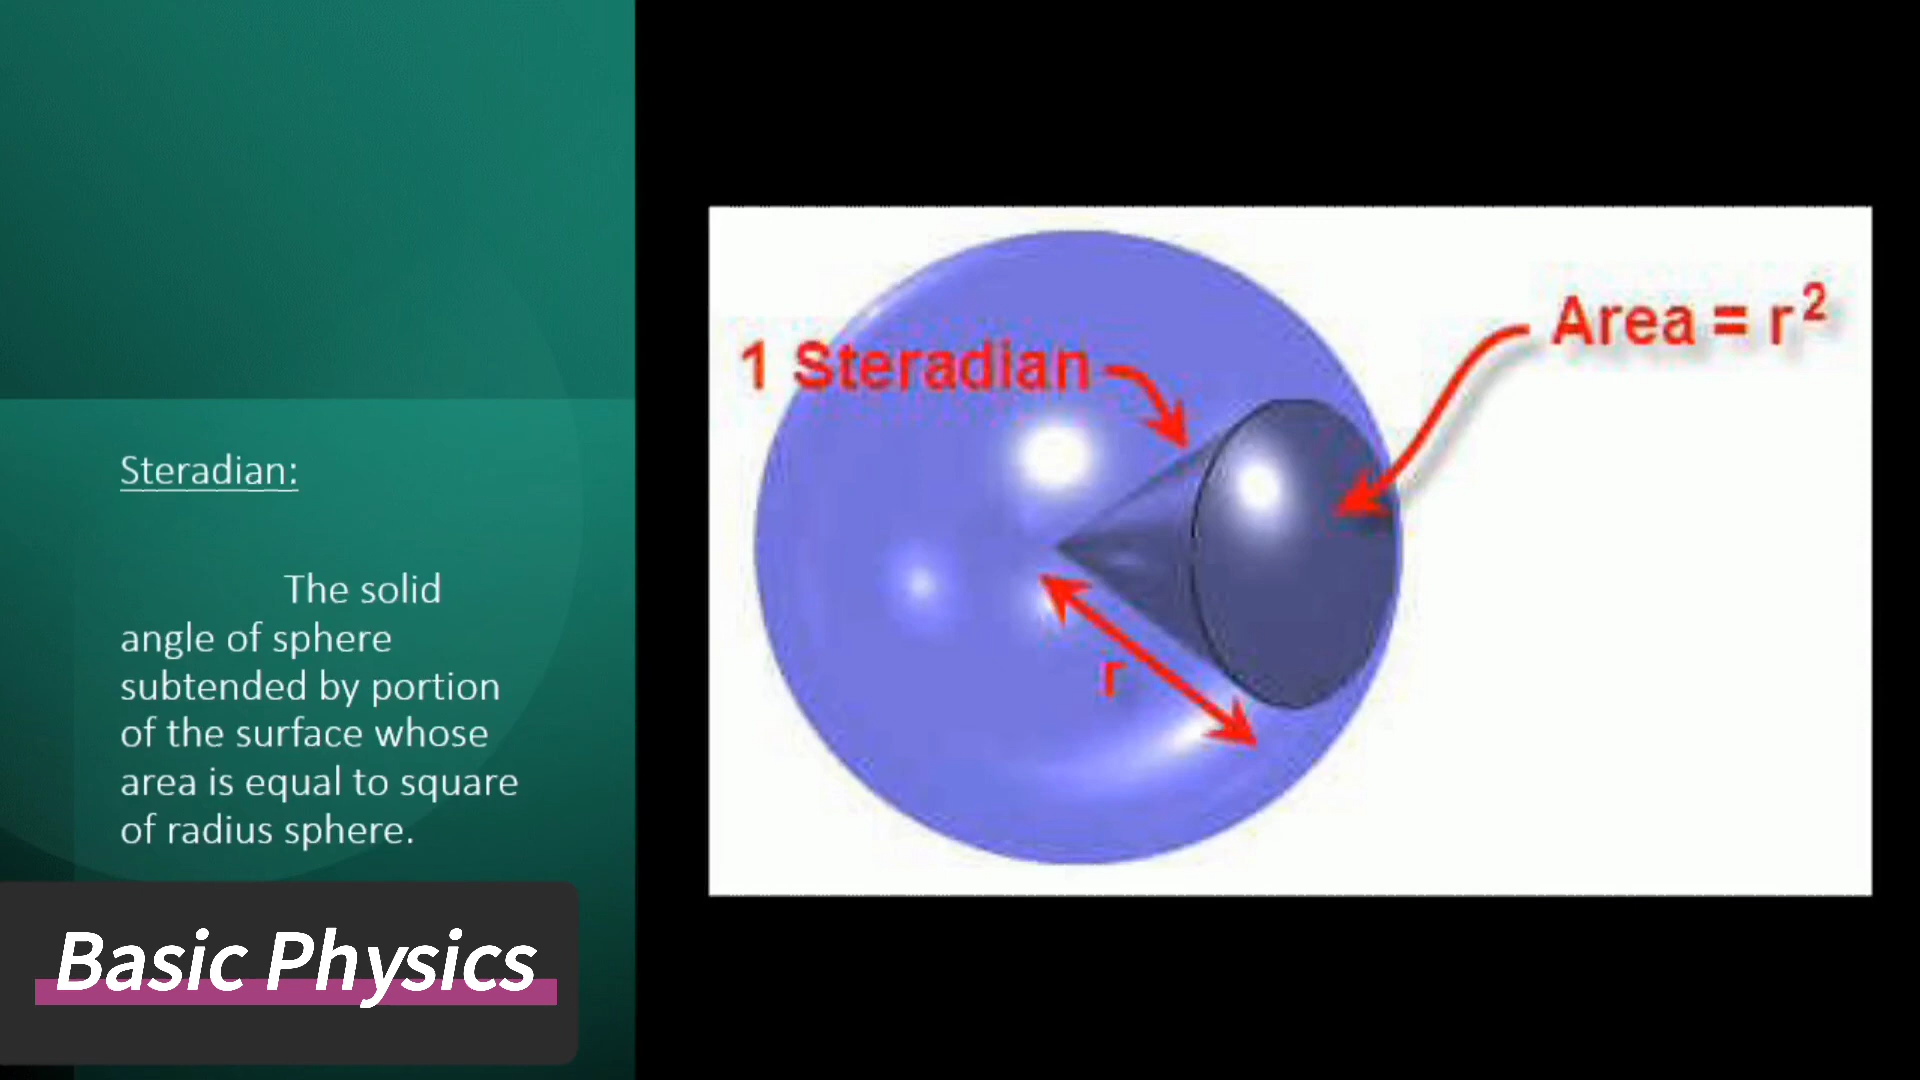 Steradian:
The solid
angle of sphere
subtended by portion
of the surface whose
area is equal to square
of radius sphere.
Basic Physics
1 Steradian
Area = r²
r